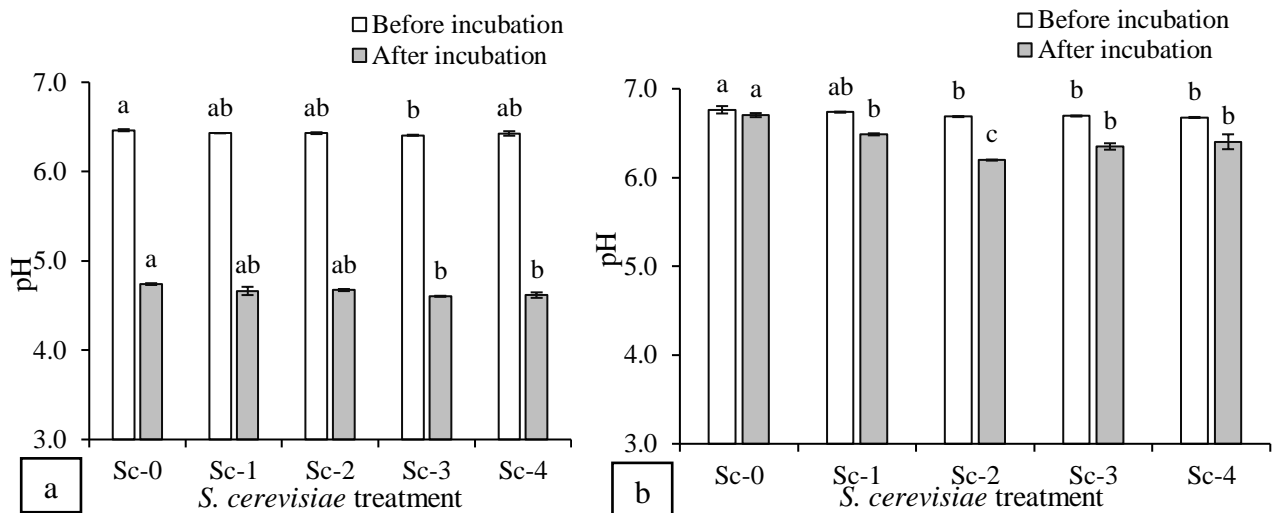 Before incubation
After incubation
7.0
6.0
5.0
4.0
3.0
pH
a
ab
ab
b
ab
a
ab
ab
b
b
Sc-0 Sc-1 Sc-2 Sc-3 Sc-4
S. cerevisiae treatment
a
Before incubation
After incubation
7.0
6.0
5.0
4.0
3.0
pH
a a ab b b c b b b b
Sc-0 Sc-1 Sc-2 Sc-3 Sc-4
S. cerevisiae treatment
b